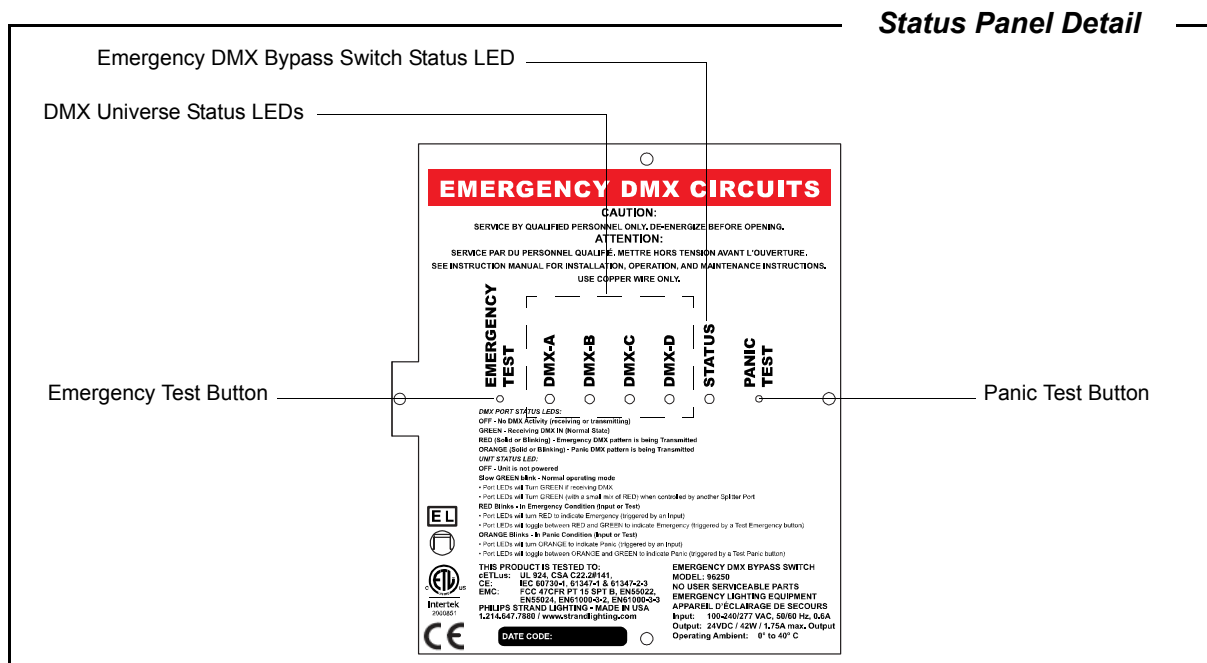 Status Panel Detail
Emergency DMX Bypass Switch Status LED
DMX Universe Status LEDs
EMERGENCY DMX CIRCUITS
CAUTION:
SERVICE BY QUALIFIED PERSONNEL ONLY. DE-ENERGIZE BEFORE OPENING.
ATTENTION:
SERVICE PAR DU PERSONNEL QUALIFIÉ. METTRE HORS TENSION AVANT L'OUVERTURE.
SEE INSTRUCTION MANUAL FOR INSTALLATION, OPERATION, AND MAINTENANCE INSTRUCTIONS.
USE COPPER WIRE ONLY.
EMERGENCY
TEST
DMX-A
DMX-B
DMX-C
DMX-D
STATUS
PANIC
TEST
Emergency Test Button
Panic Test Button
DMX PORT STATUS LEDS:
OFF - No DMX Activity (receiving or transmitting)
GREEN - Receiving DMX IN (Normal State)
RED (Solid or Blinking) - Emergency DMX pattern is being Transmitted
ORANGE (Solid or Blinking) - Panic DMX pattern is being Transmitted
UNIT STATUS LED:
OFF - Unit is not powered
Slow GREEN blink - Normal operating mode
• Port LEDs will Turn GREEN if receiving DMX
• Port LEDs will Turn GREEN (with a small mix of RED) when controlled by another Splitter Port
RED Blinks - In Emergency Condition (Input or Test)
• Port LEDs will turn RED to indicate Emergency (triggered by an Input)
• Port LEDs will toggle between RED and GREEN to indicate Emergency (triggered by a Test Emergency button)
ORANGE Blinks - In Panic Condition (Input or Test)
• Port LEDs will turn ORANGE to indicate Panic (triggered by an Input)
• Port LEDs will toggle between ORANGE and GREEN to indicate Panic (triggered by a Test Panic button)
EL
ETL
c us
Intertek
2000851
CE
THIS PRODUCT IS TESTED TO:
cETLus: UL 924, CSA C22.2#141,
CE: IEC 60730-1, 61347-1 & 61347-2-3
EMC: FCC 47CFR PT 15 SPT B, EN55022,
EN55024, EN61000-3-2, EN61000-3-3
PHILIPS STRAND LIGHTING - MADE IN USA
1.214.647.7880 / www.strandlighting.com
DATE CODE:
EMERGENCY DMX BYPASS SWITCH
MODEL: 96250
NO USER SERVICEABLE PARTS
EMERGENCY LIGHTING EQUIPMENT
APPAREIL D'ÉCLAIRAGE DE SECOURS
Input: 100-240/277 VAC, 50/60 Hz, 0.6A
Output: 24VDC / 42W / 1.75A max. Output
Operating Ambient: 0° to 40° C